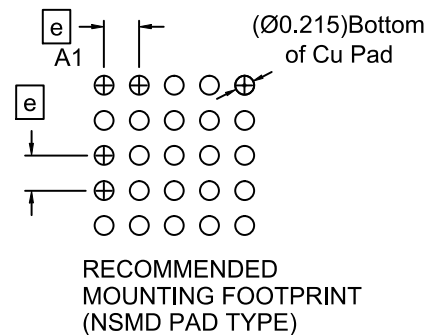 e
A1
(Ø0.215)Bottom
of Cu Pad
e
RECOMMENDED
MOUNTING FOOTPRINT
(NSMD PAD TYPE)